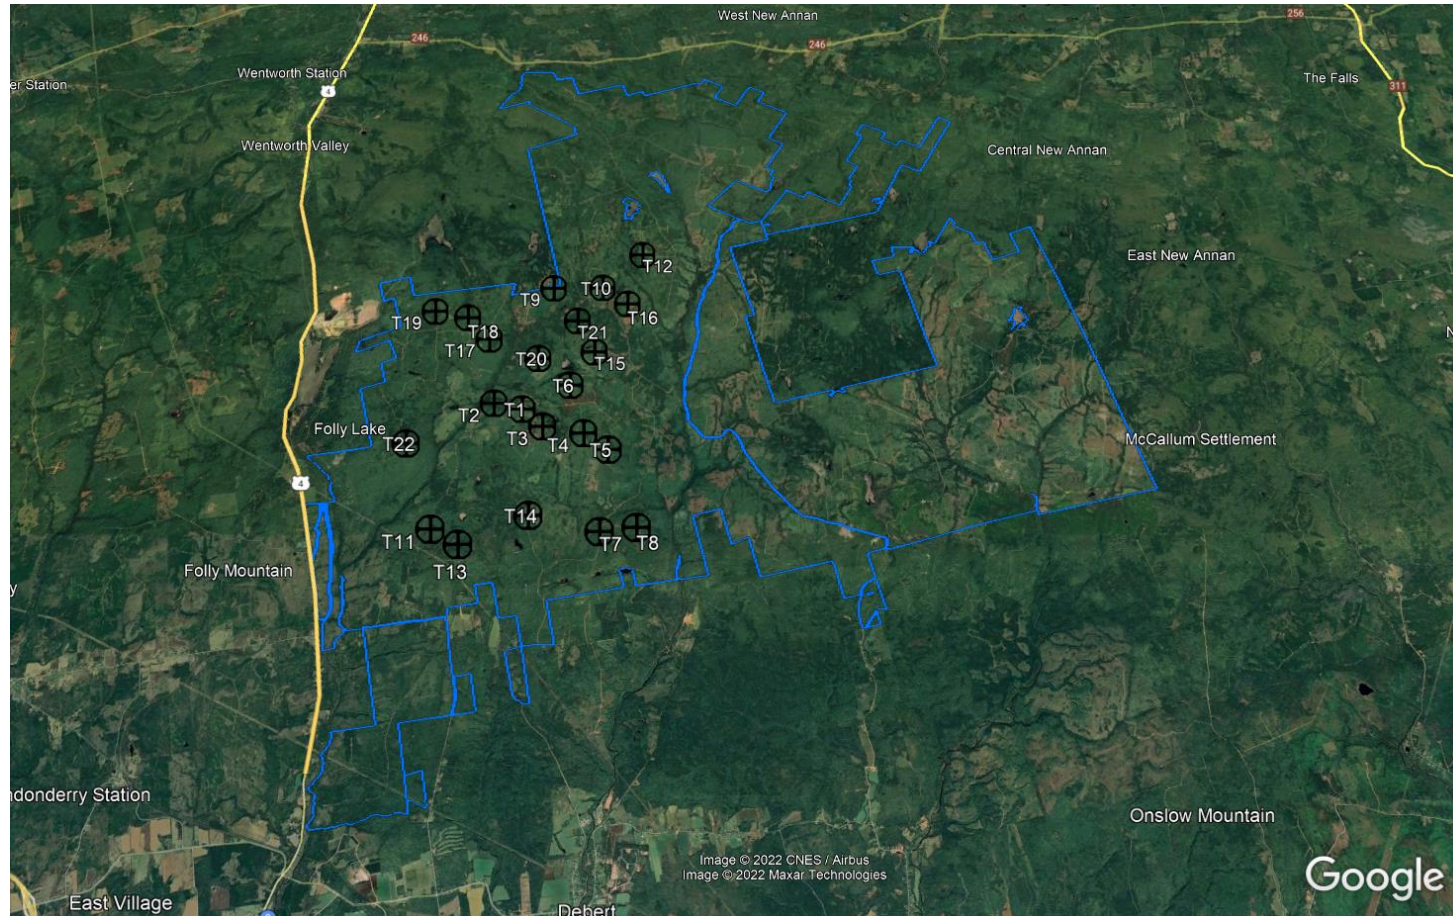 West New Annan
256
246
246
Wentworth Station
er Station
The Falls
4
311
Wentworth Valley
Central New Annan
East New Annan
T12
T9
T10
T16
T19
T18
T21
T17
T20
T15
T6
T2
T1
T3
T4
T5
Folly Lake
T22
McCallum Settlement
4
T14
T11
T7
T8
T13
Folly Mountain
y
N
ndonderry Station
Onslow Mountain
Image © 2022 CNES / Airbus
Image © 2022 Maxar Technologies
Google
East Village
Debert